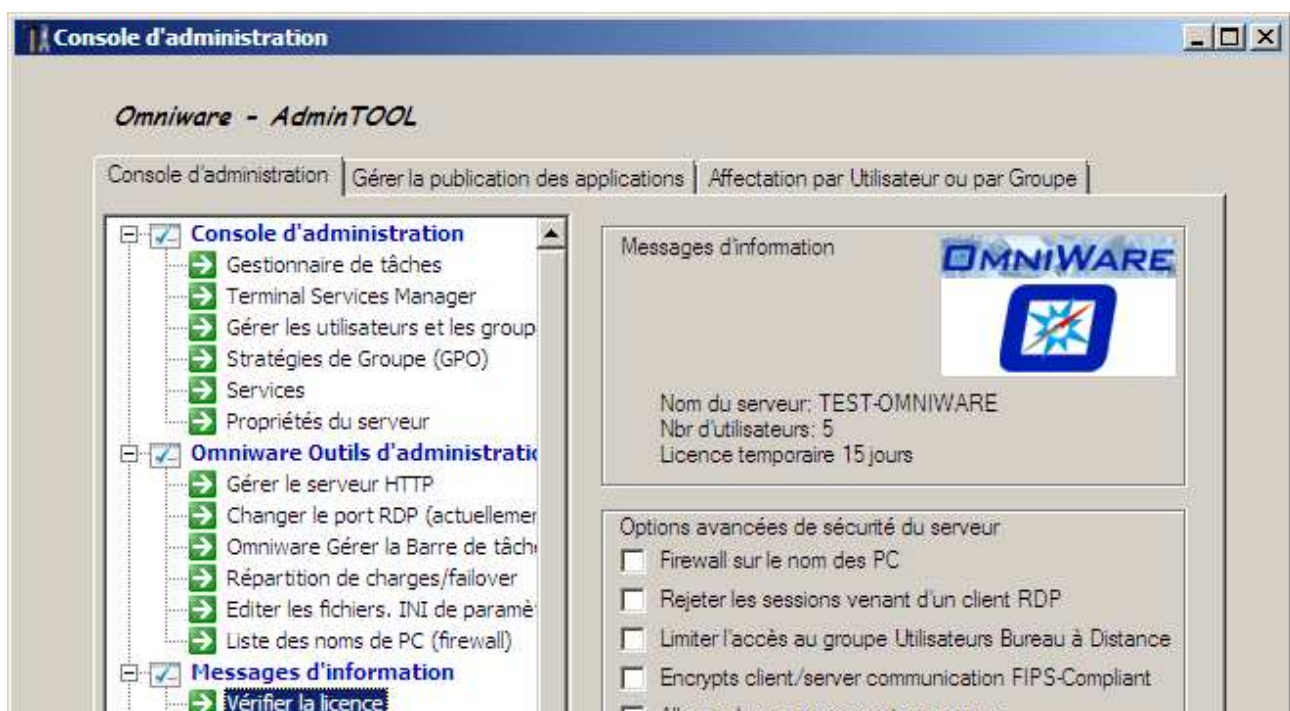 Console d'administration
Omniware - AdminTOOL
Console d'administration
Gérer la publication des applications
Affectation par Utilisateur ou par Groupe
Console d'administration
Gestionnaire de tâches
Terminal Services Manager
Gérer les utilisateurs et les group
Stratégies de Groupe (GPO)
Services
Propriétés du serveur
Omniware Outils d'administratio
Gérer le serveur HTTP
Changer le port RDP (actuellemen
Omniware Gérer la Barre de tâch
Répartition de charges/failover
Editer les fichiers. INI de paramè
Liste des noms de PC (firewall)
Messages d'information
Vérifier la licence
Messages d'information
OMNIWARE
Nom du serveur: TEST-OMNIWARE
Nbr d'utilisateurs: 5
Licence temporaire 15 jours
Options avancées de sécurité du serveur
Firewall sur le nom des PC
Rejeter les sessions venant d'un client RDP
Limiter l'accès au groupe Utilisateurs Bureau à Distance
Encrypts client/server communication FIPS-Compliant